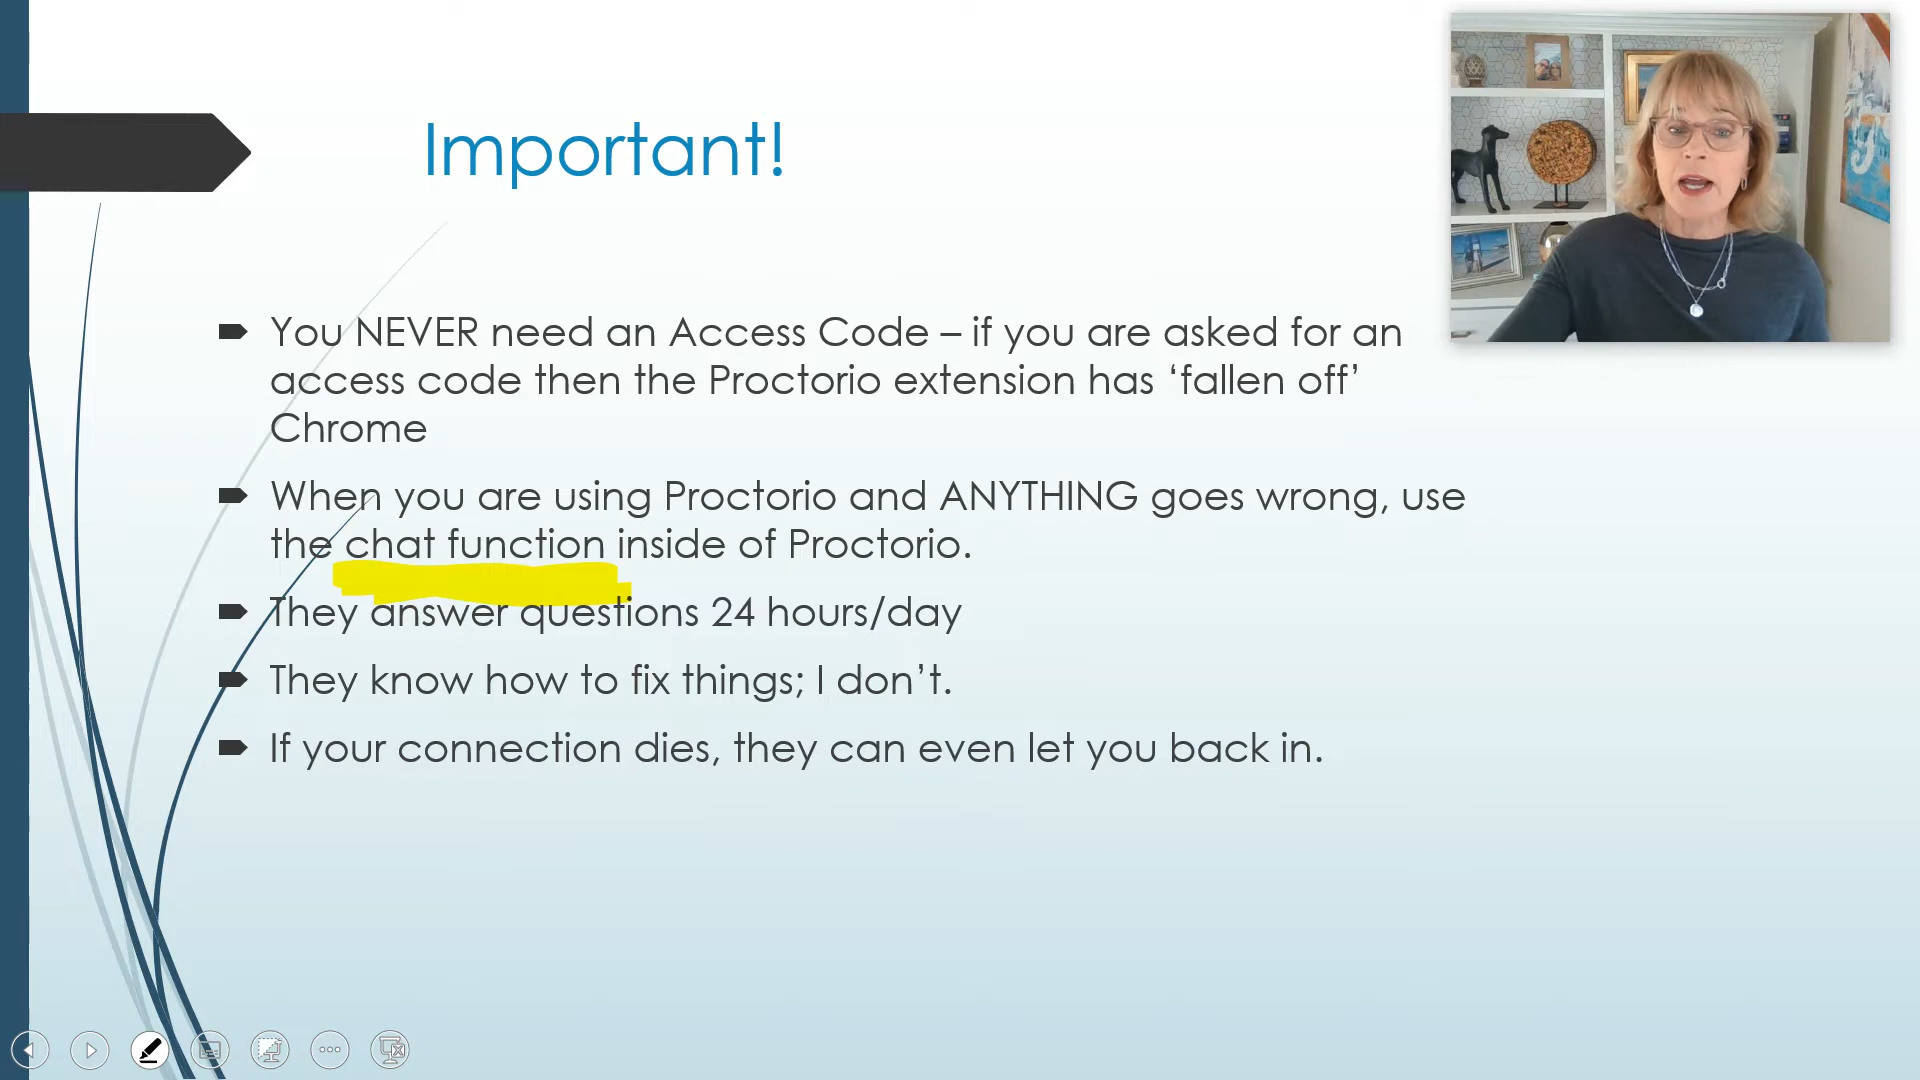 Important!
You NEVER need an Access Code – if you are asked for an
access code then the Proctorio extension has ‘fallen off’
Chrome
When you are using Proctorio and ANYTHING goes wrong, use
the chat function inside of Proctorio.
They answer questions 24 hours/day
They know how to fix things; I don’t.
If your connection dies, they can even let you back in.